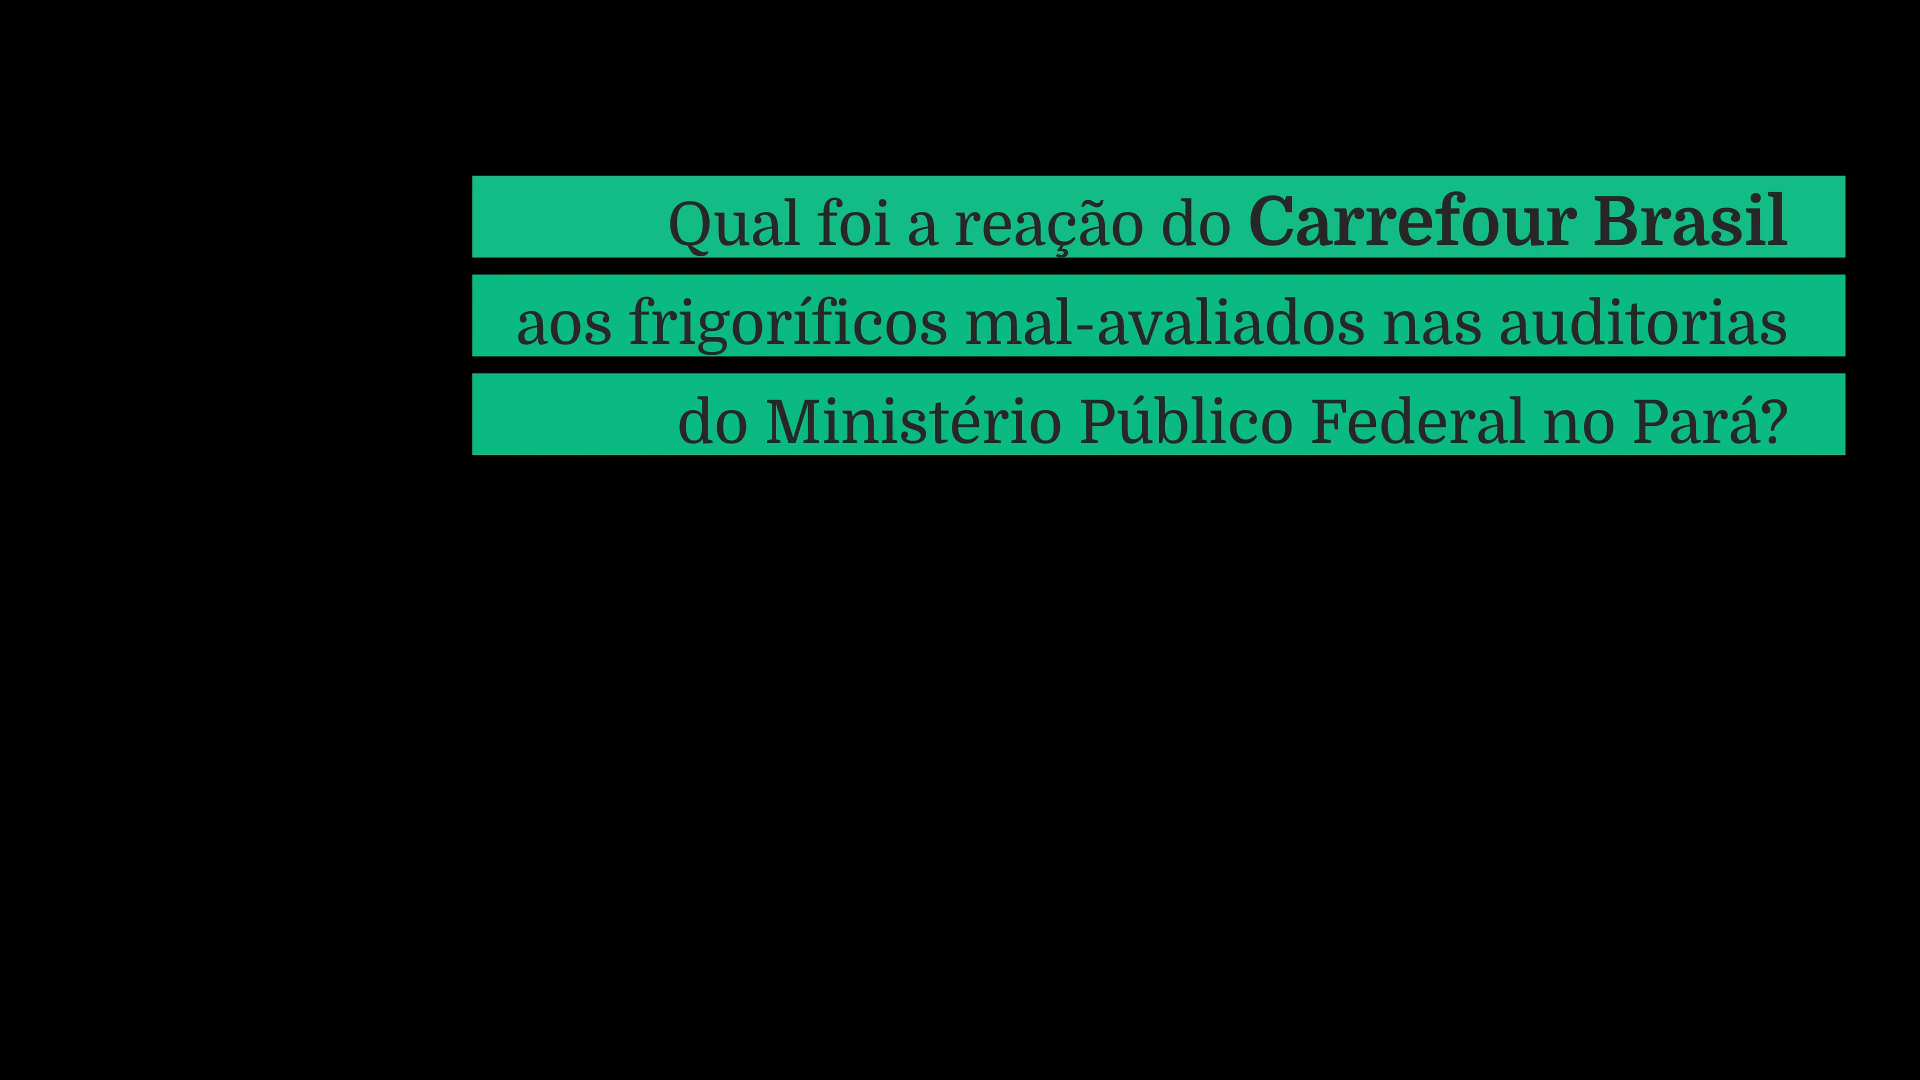 Qual foi a reação do Carrefour Brasil
aos frigoríficos mal-avaliados nas auditorias
do Ministério Público Federal no Pará?